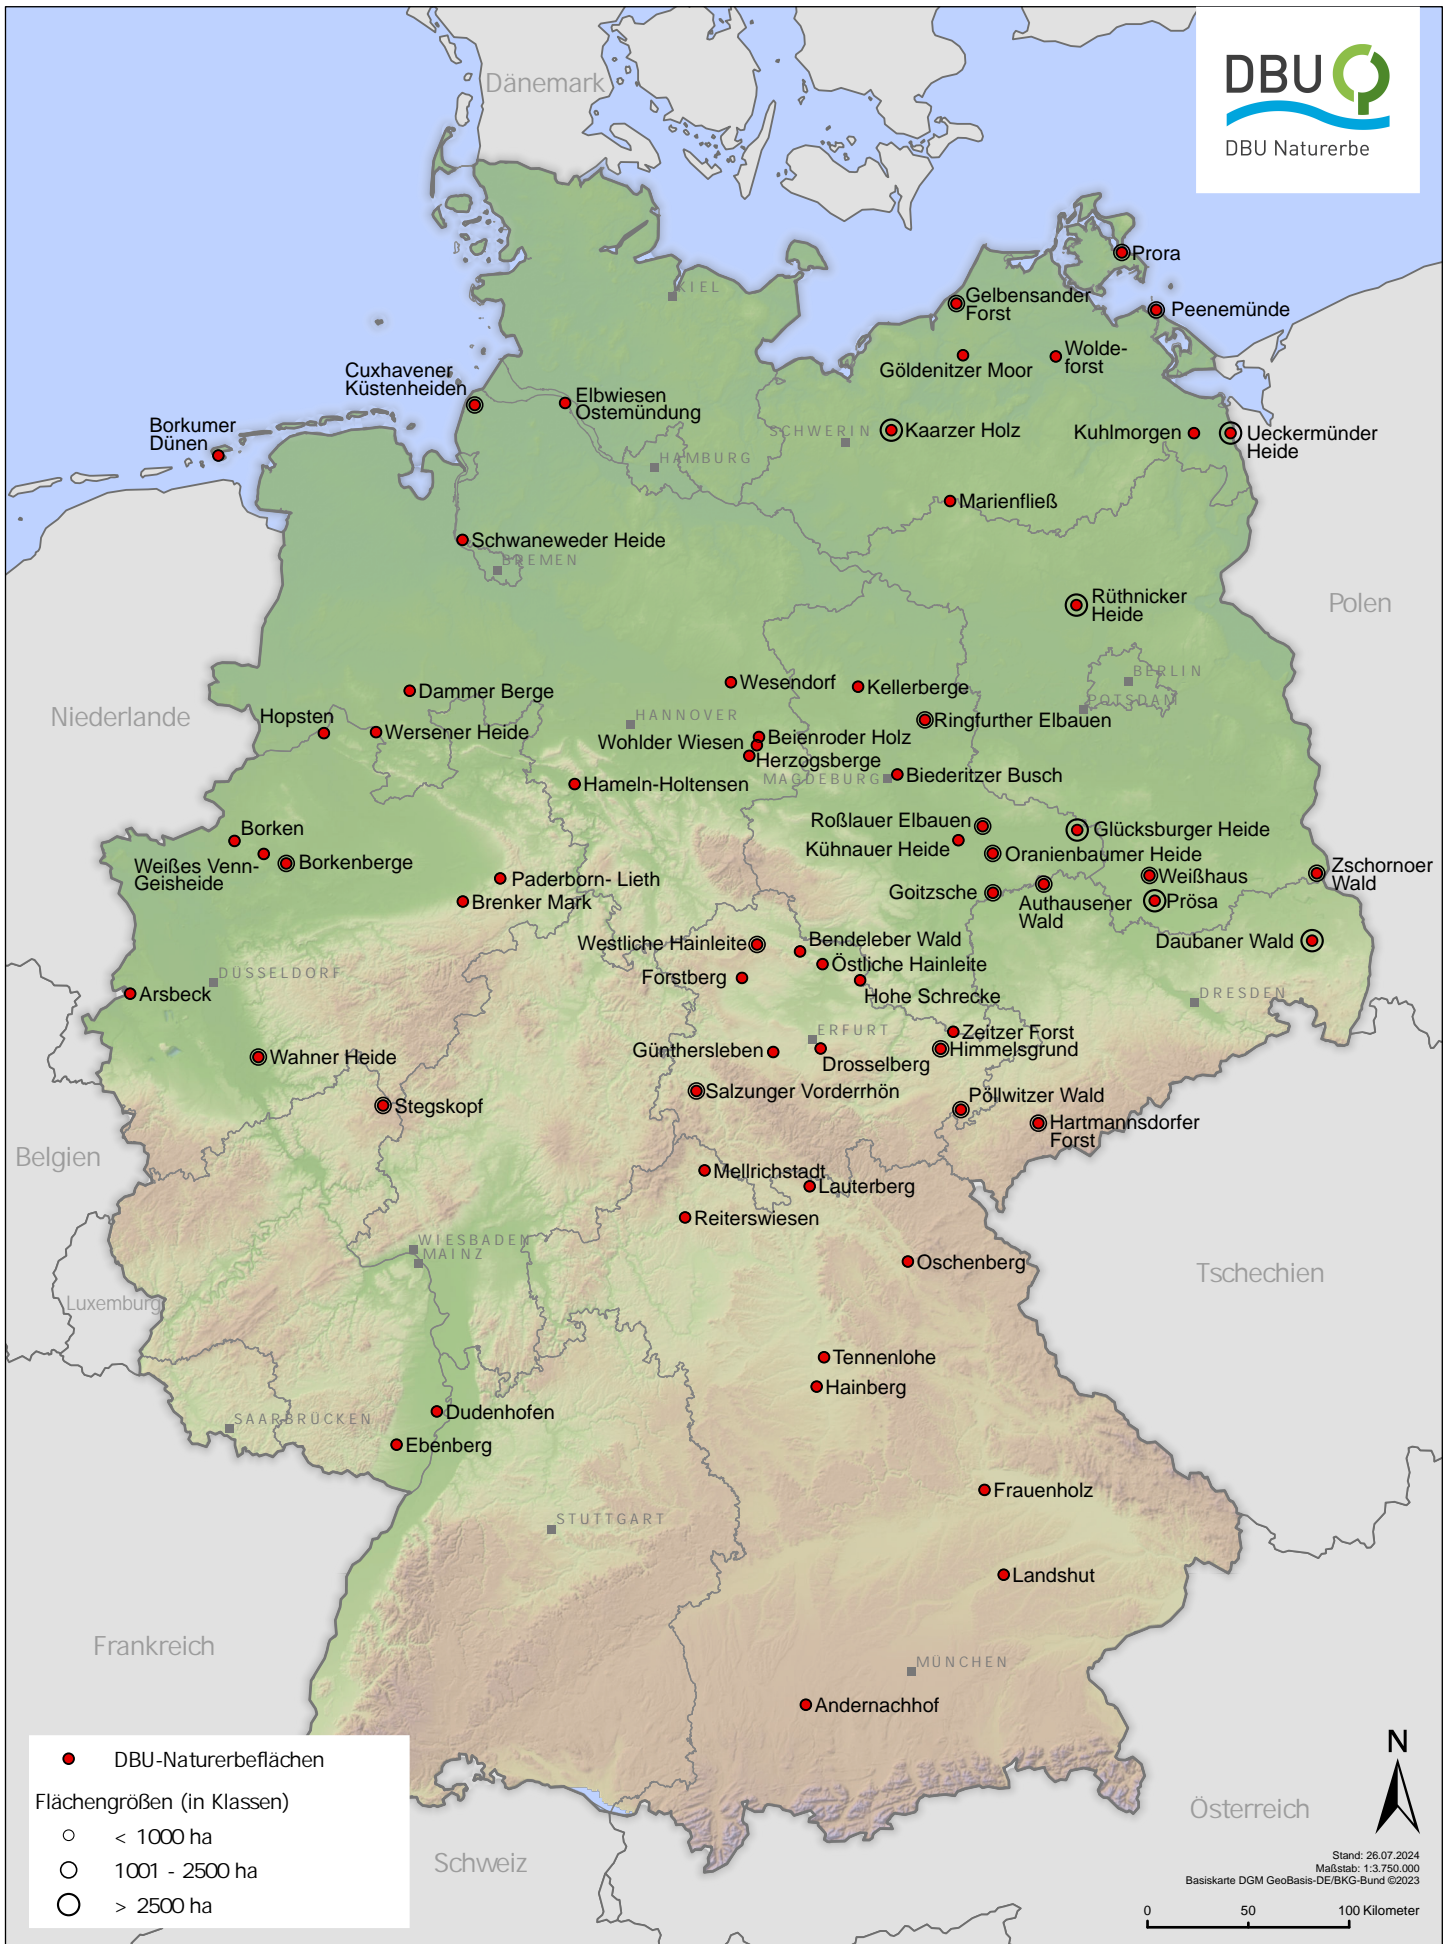 Dänemark
DBU
DBU Naturerbe
Prora
KIEL
Gelbensander
Forst
Peenemünde
Göldenitzer Moor
Wolde-
forst
Cuxhavener
Küstenheiden
Elbwiesen
Ostemündung
Borkumer
Dünen
SCHWERIN
Kaarzer Holz
Kuhlmorgen
Ueckermünder
Heide
HAMBURG
Marienfließ
Schwaneweder Heide
BREMEN
Rüthnicker
Heide
Polen
BERLIN
POTSDAM
Wesendorf
Kellerberge
Dammer Berge
Niederlande
Hopsten
Wersener Heide
HANNOVER
Ringfurther Elbauen
Beienroder Holz
Wohlder Wiesen
Herzogsberge
MAGDEBURG
Biederitzer Busch
Hameln-Holtensen
Roßlauer Elbauen
Glücksburger Heide
Kühnauer Heide
Oranienbaumer Heide
Borken
Weißes Venn-
Geisheide
Borkenberge
Paderborn- Lieth
Brenker Mark
Zschornoer
Wald
Weißhaus
Goitzsche
Authausener
Wald
Prösa
Daubaner Wald
Westliche Hainleite
Bendeleber Wald
Östliche Hainleite
Forstberg
Hohe Schrecke
DÜSSELDORF
Arsbeck
DRESDEN
ERFURT
Zeitzer Forst
Himmelsgrund
Günthersleben
Drosselberg
Wahner Heide
Salzunger Vorderrhön
Stegskopf
Pöllwitzer Wald
Hartmannsdorfer
Forst
Belgien
Mellrichstadt
Lauterberg
Reiterswiesen
WIESBADEN
MAINZ
Oschenberg
Tschechien
Luxemburg
Tennenlohe
Hainberg
SAARBRÜCKEN
Dudenhofen
Ebenberg
Frauenholz
STUTTGART
Landshut
Frankreich
MÜNCHEN
Andernachhof
DBU-Naturerbeflächen
Flächengrößen (in Klassen)
< 1000 ha
1001 - 2500 ha
> 2500 ha
Schweiz
Österreich
N
Stand: 26.07.2024
Maßstab: 1:3.750.000
Basiskarte DGM GeoBasis-DE/BKG-Bund ©2023
0 50 100 Kilometer